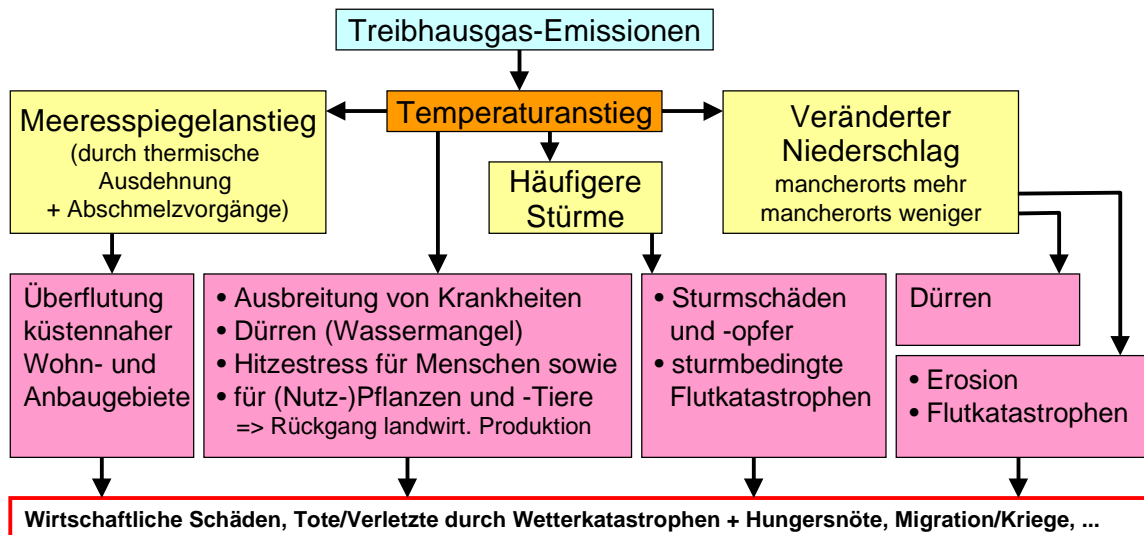 Treibhausgas-Emissionen
Temperaturanstieg
Meeresspiegelanstieg
(durch thermische
Ausdehnung
+ Abschmelzvorgänge)
Häufigere
Stürme
Veränderter
Niederschlag
mancherorts mehr
mancherorts weniger
Überflutung
küstennaher
Wohn- und
Anbaugebiete
• Ausbreitung von Krankheiten
• Dürren (Wassermangel)
• Hitzestress für Menschen sowie
• für (Nutz-)Pflanzen und -Tiere
=> Rückgang landwirt. Produktion
• Sturmschäden
und -opfer
• sturmbedingte
Flutkatastrophen
Dürren
• Erosion
• Flutkatastrophen
Wirtschaftliche Schäden, Tote/Verletzte durch Wetterkatastrophen + Hungersnöte, Migration/Kriege, ...